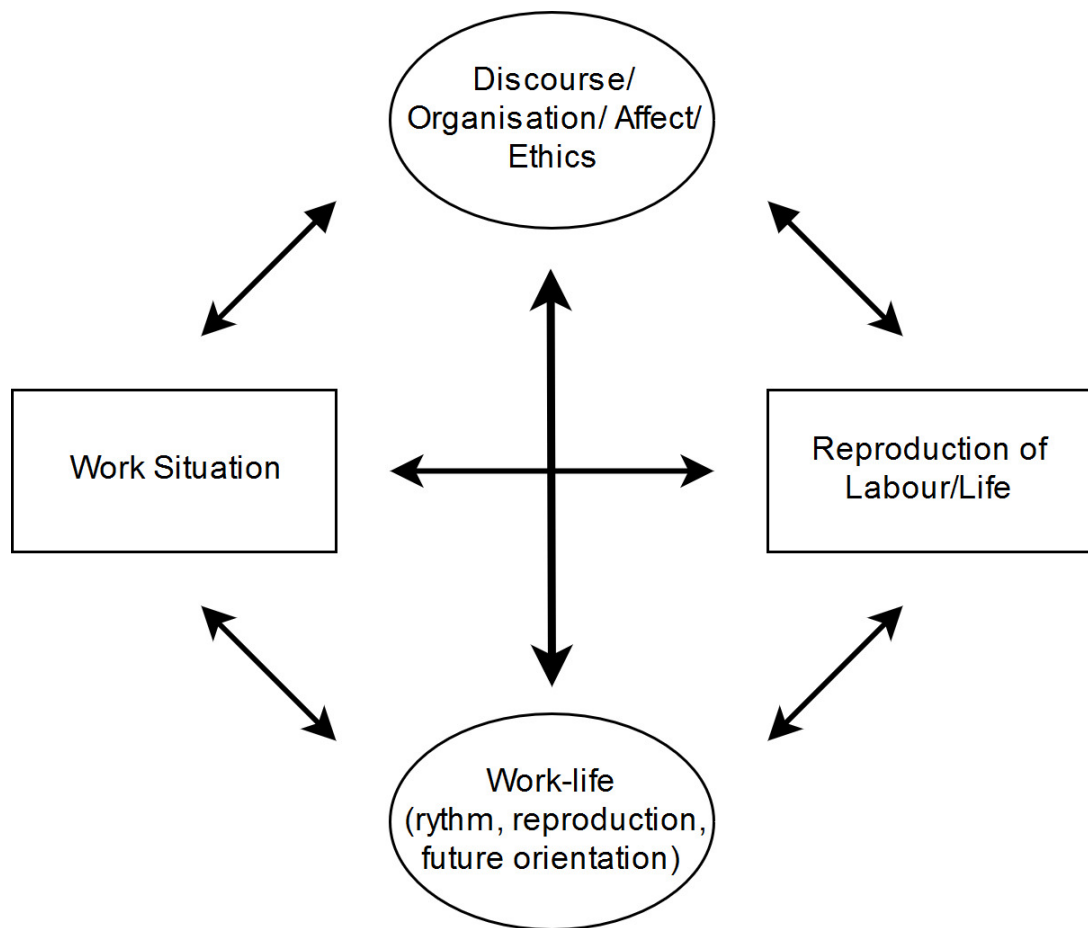 Discourse/
Organisation/ Affect/
Ethics
Work Situation
Reproduction of
Labour/Life
Work-life
(rythm, reproduction,
future orientation)